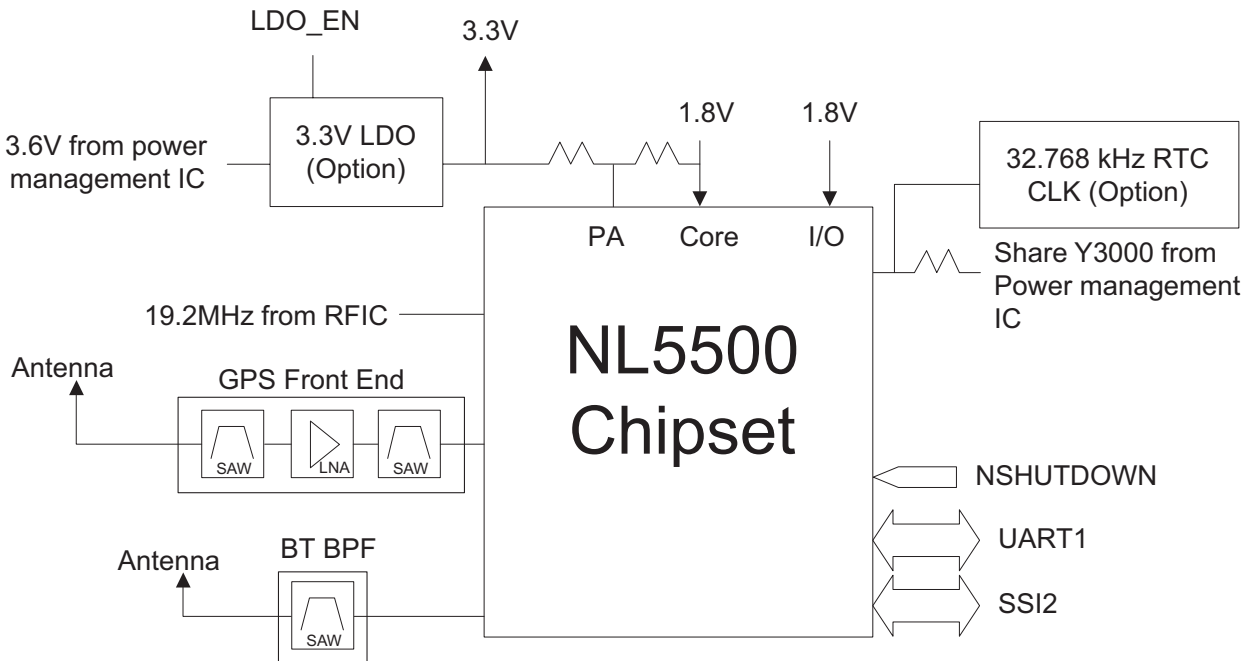 LDO_EN
3.3V
3.6V from power
management IC
3.3V LDO
(Option)
1.8V
1.8V
32.768 kHz RTC
CLK (Option)
PA
Core
I/O
Share Y3000 from
Power management
IC
19.2MHz from RFIC
NL5500
Chipset
Antenna
GPS Front End
SAW
LNA
SAW
NSHUTDOWN
UART1
Antenna
BT BPF
SAW
SSI2